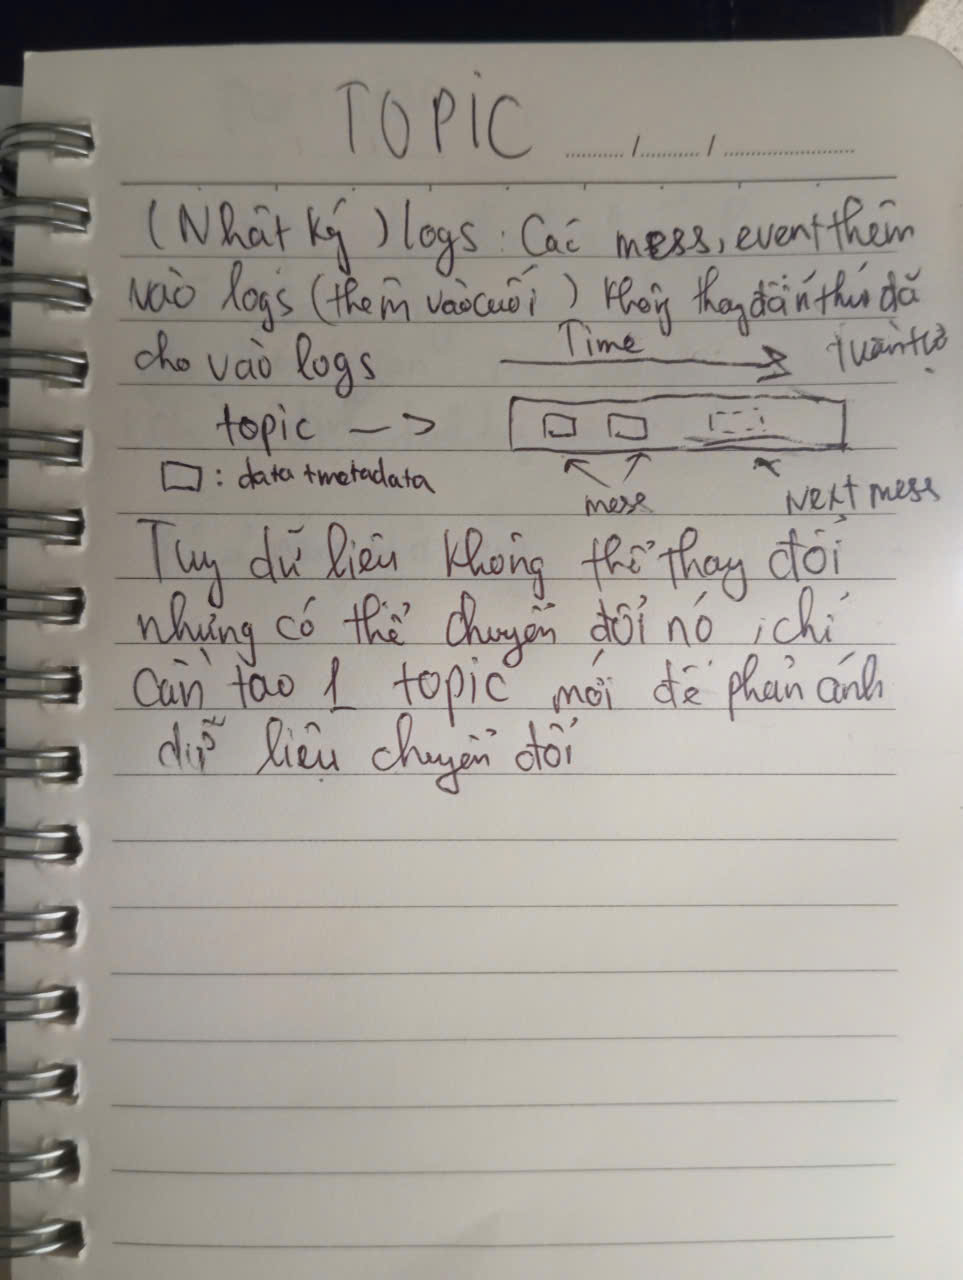 TOPIC
(Nhật ký) logs: Các mess, event thêm
vào logs (thêm vào cuối) không thay đổi n thứ đã
cho vào logs
Time
tuần tự
topic ->
□: data + metadata
mess
Next mess
Tuy dữ liệu không thể thay đổi
nhưng có thể chuyển đổi nó, chỉ
cần tạo 1 topic mới để phản ánh
dữ liệu chuyển đổi